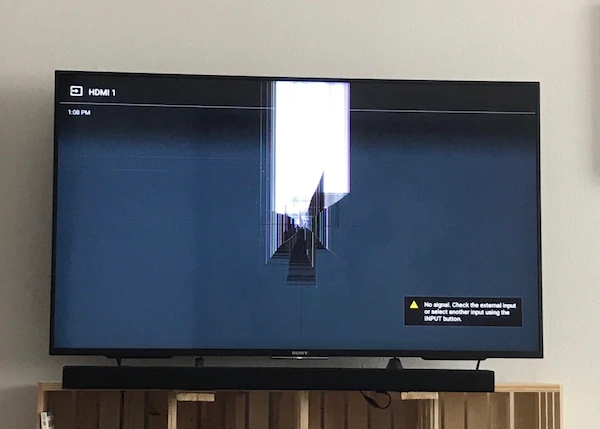 HDMI 1
1:08 PM
No signal. Check the external input
or select another input using the
INPUT button.
SONY